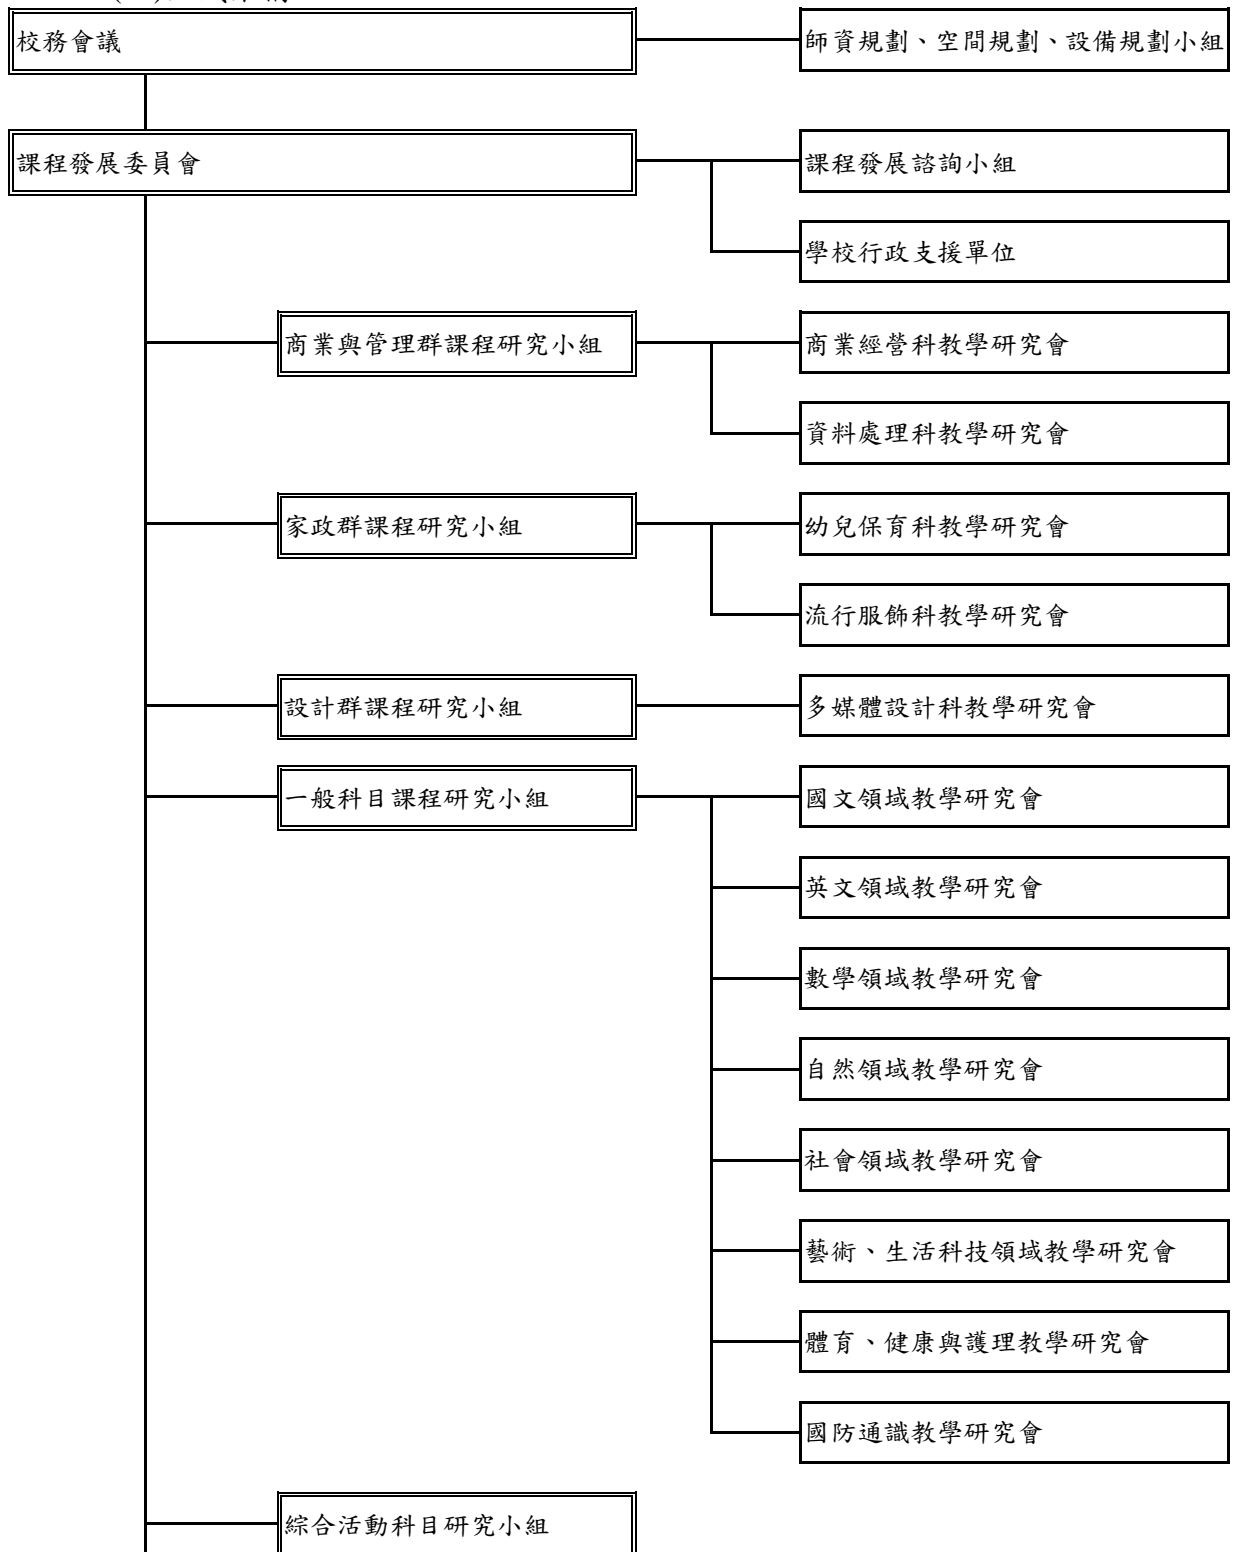 校務會議
師資規劃、空間規劃、設備規劃小組
課程發展委員會
課程發展諮詢小組
學校行政支援單位
商業與管理群課程研究小組
商業經營科教學研究會
資料處理科教學研究會
家政群課程研究小組
幼兒保育科教學研究會
流行服飾科教學研究會
設計群課程研究小組
多媒體設計科教學研究會
一般科目課程研究小組
國文領域教學研究會
英文領域教學研究會
數學領域教學研究會
自然領域教學研究會
社會領域教學研究會
藝術、生活科技領域教學研究會
體育、健康與護理教學研究會
國防通識教學研究會
綜合活動科目研究小組